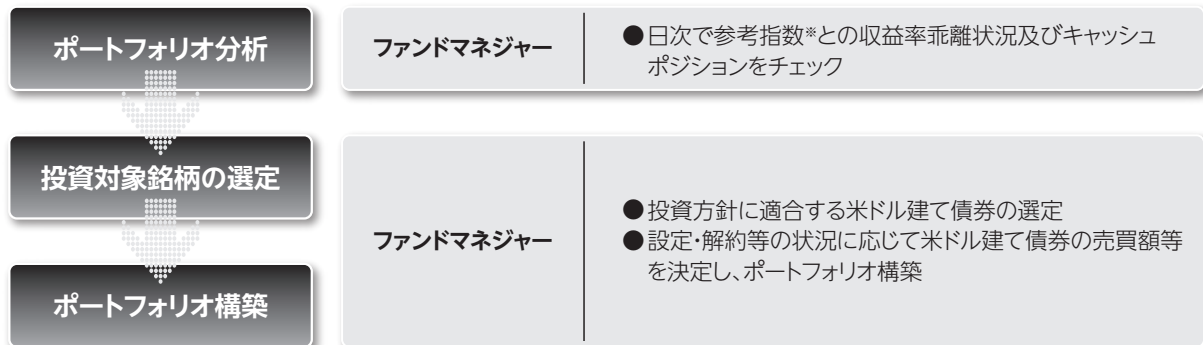 ポートフォリオ分析
ファンドマネジャー
●日次で参考指数※との収益率乖離状況及びキャッシュ
ポジションをチェック
投資対象銘柄の選定
ポートフォリオ構築
ファンドマネジャー
●投資方針に適合する米ドル建て債券の選定
●設定・解約等の状況に応じて米ドル建て債券の売買額等
を決定し、ポートフォリオ構築